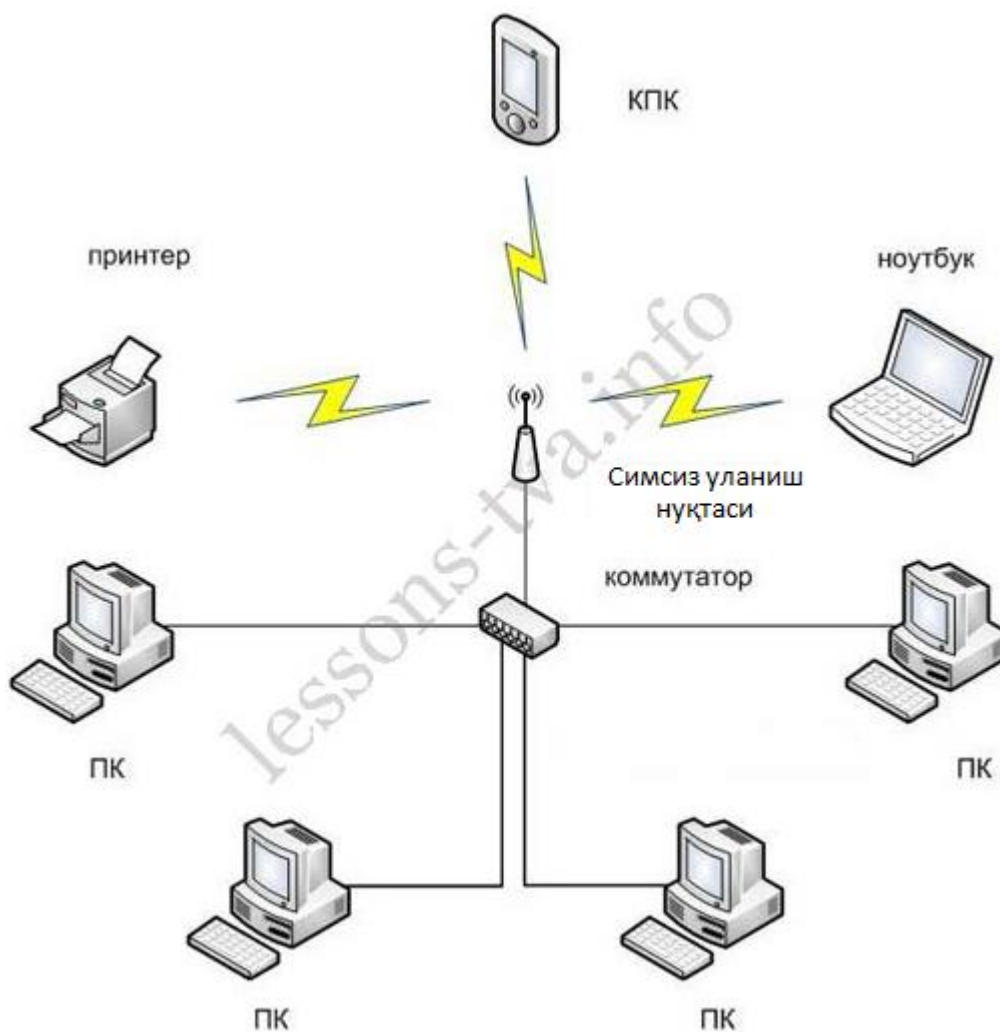 КПК
принтер
ноутбук
Симсиз уланиш
нуқтаси
коммутатор
ПК
ПК
ПК
ПК
lessons-tva.info